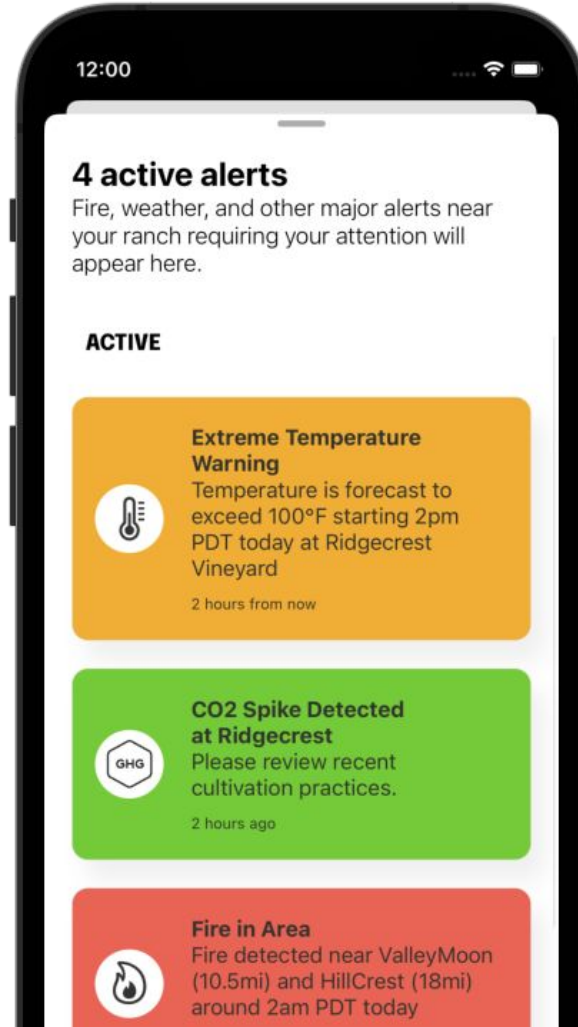 12:00
4 active alerts
Fire, weather, and other major alerts near
your ranch requiring your attention will
appear here.
ACTIVE
Extreme Temperature
Warning
Temperature is forecast to
exceed 100°F starting 2pm
PDT today at Ridgecrest
Vineyard
2 hours from now
CO2 Spike Detected
at Ridgecrest
GHG
Please review recent
cultivation practices.
2 hours ago
Fire in Area
Fire detected near ValleyMoon
(10.5mi) and HillCrest (18mi)
around 2am PDT today